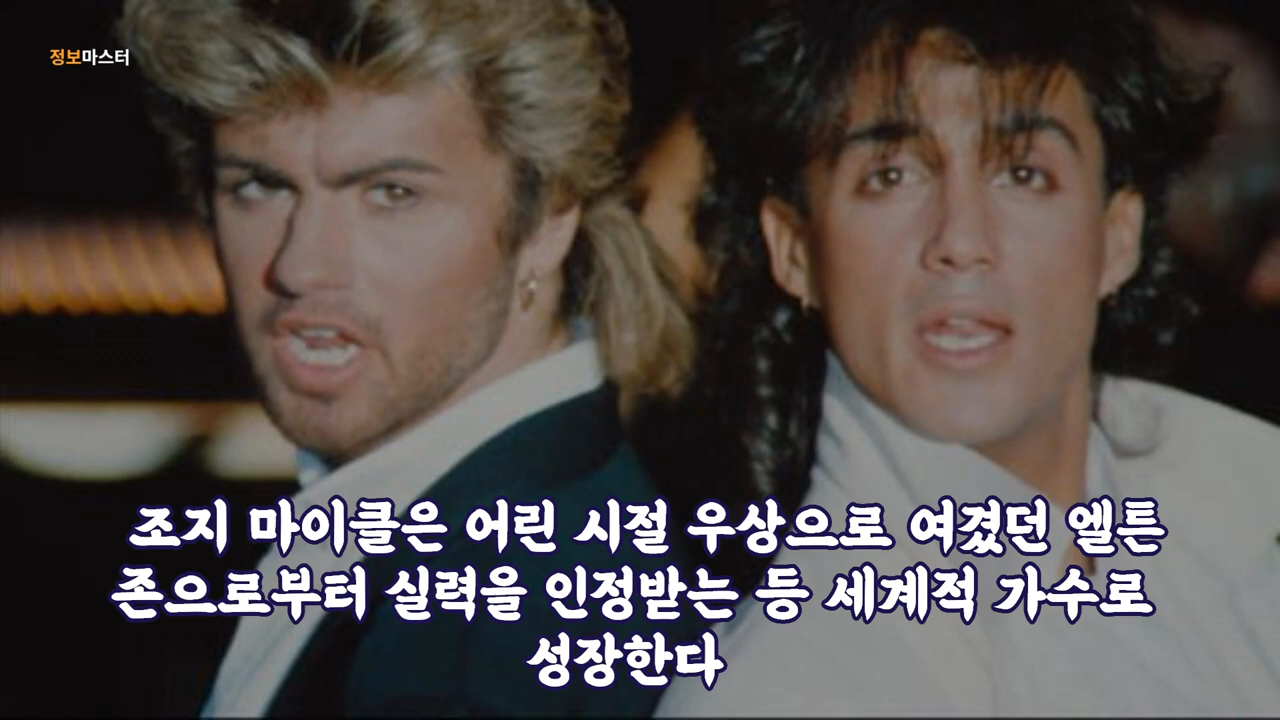 정보마스터
조지 마이클은 어린 시절 우상으로 여겼던 엘튼
존으로부터 실력을 인정받는 등 세계적 가수로
성장한다